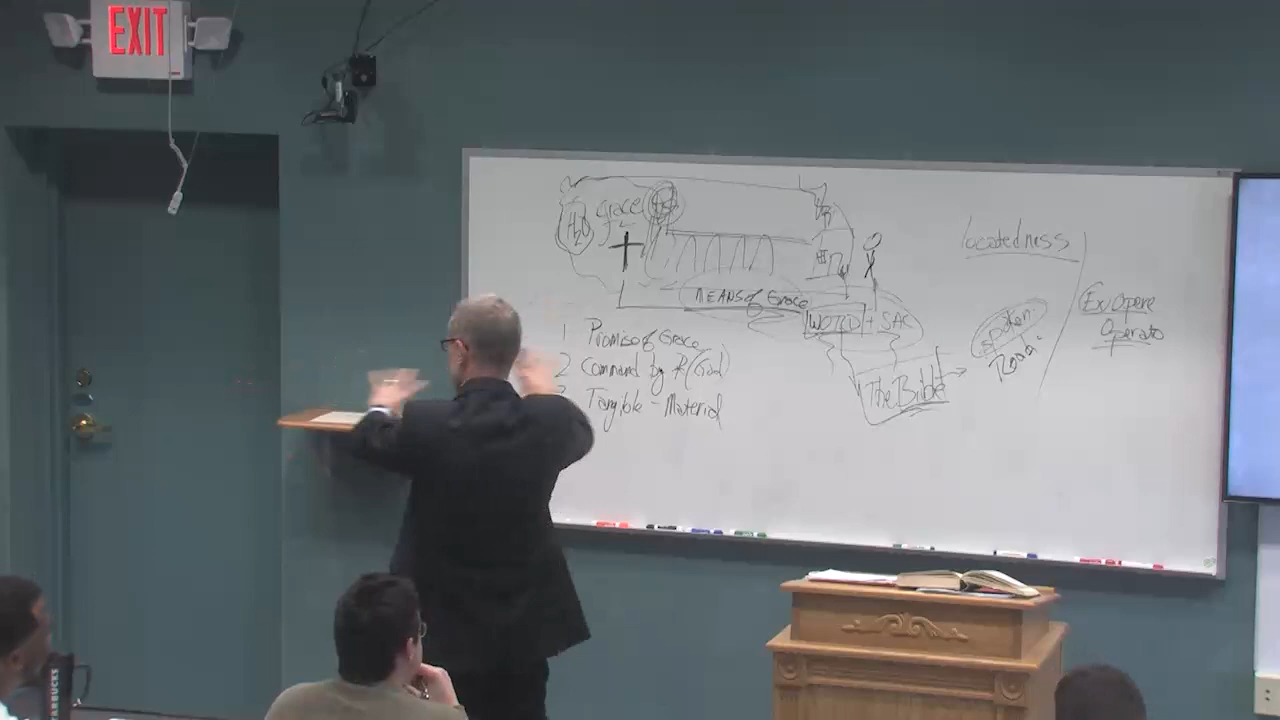 EXIT
H2O
grace
locatedness
MEANS of Grace
WORD + SAC
Ex Opere
Operato
spoken
Read
1 Promise of Grace
2 Command by (God)
Tangible - Material
The Bible
STARBUCKS